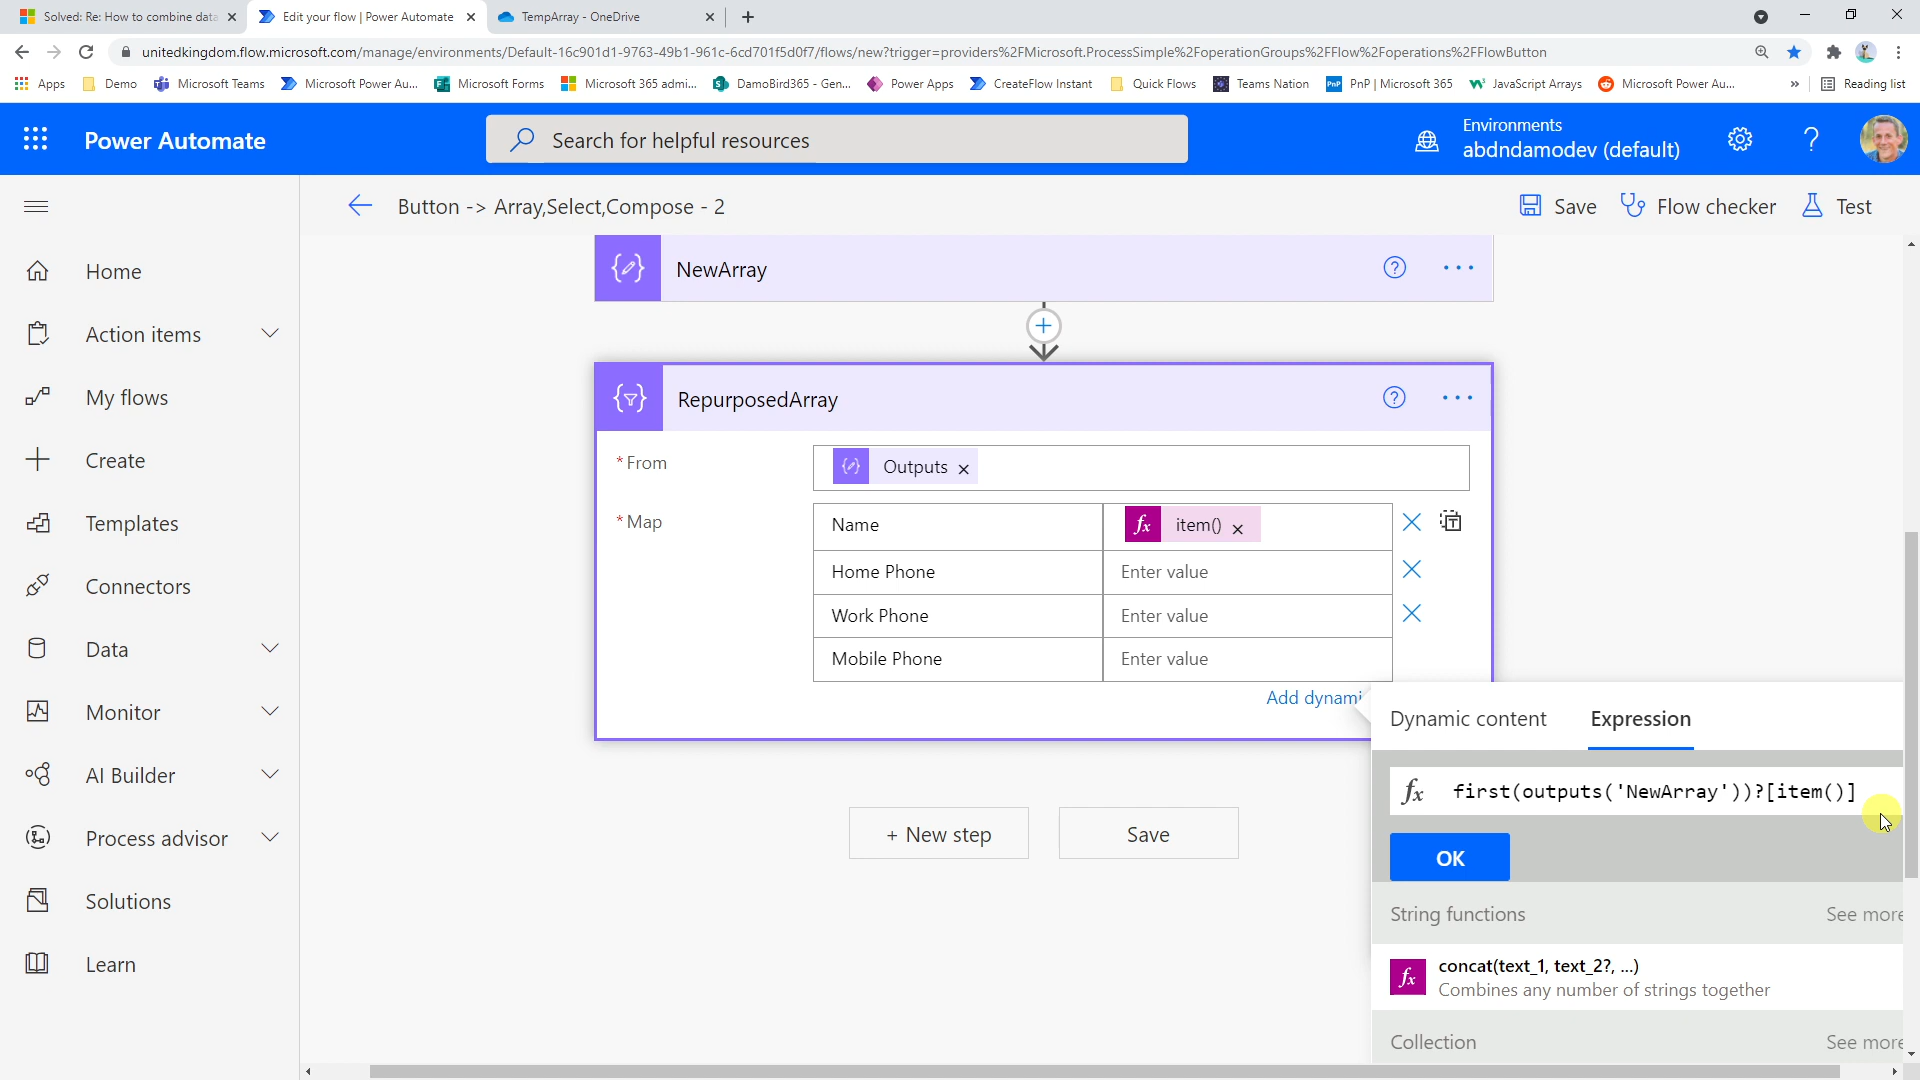 Solved: Re: How to combine data
Edit your flow | Power Automate
TempArray - OneDrive
unitedkingdom.flow.microsoft.com/manage/environments/Default-16c901d1-9763-49b1-961c-6cd701f5d0f7/flows/new?trigger=providers%2FMicrosoft.ProcessSimple%2FoperationGroups%2FFlow%2Foperations%2FFlowButton
Apps Demo Microsoft Teams Microsoft Power Au... Microsoft Forms Microsoft 365 admi... DamoBird365 - Gen... Power Apps CreateFlow Instant Quick Flows Teams Nation PnP PnP | Microsoft 365 JavaScript Arrays Microsoft Power Au... » Reading list
Power Automate
Search for helpful resources
Environments
abdndamodev (default)
Button -> Array,Select,Compose - 2
Save Flow checker Test
Home
Action items
My flows
Create
Templates
Connectors
Data
Monitor
AI Builder
Process advisor
Solutions
Learn
NewArray
RepurposedArray
* From
Outputs
* Map
Name
fx item()
Home Phone Enter value
Work Phone Enter value
Mobile Phone Enter value
Add dynami
+ New step
Save
Dynamic content Expression
fx first(outputs('NewArray'))?[item()]
OK
String functions See more
fx concat(text_1, text_2?, ...)
Combines any number of strings together
Collection See more